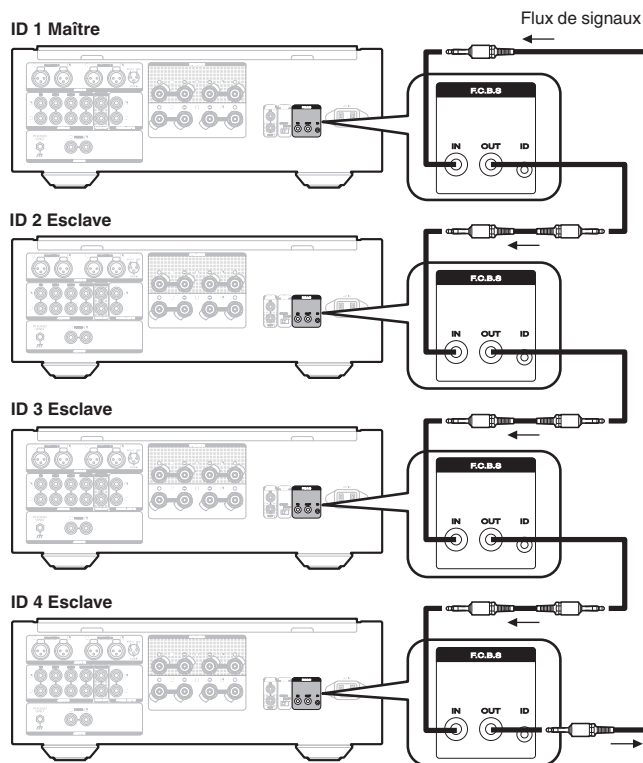 Flux de signaux
ID 1 Maître
F.C.B.S
IN OUT ID
ID 2 Esclave
F.C.B.S
IN OUT ID
ID 3 Esclave
F.C.B.S
IN OUT ID
ID 4 Esclave
F.C.B.S
IN OUT ID